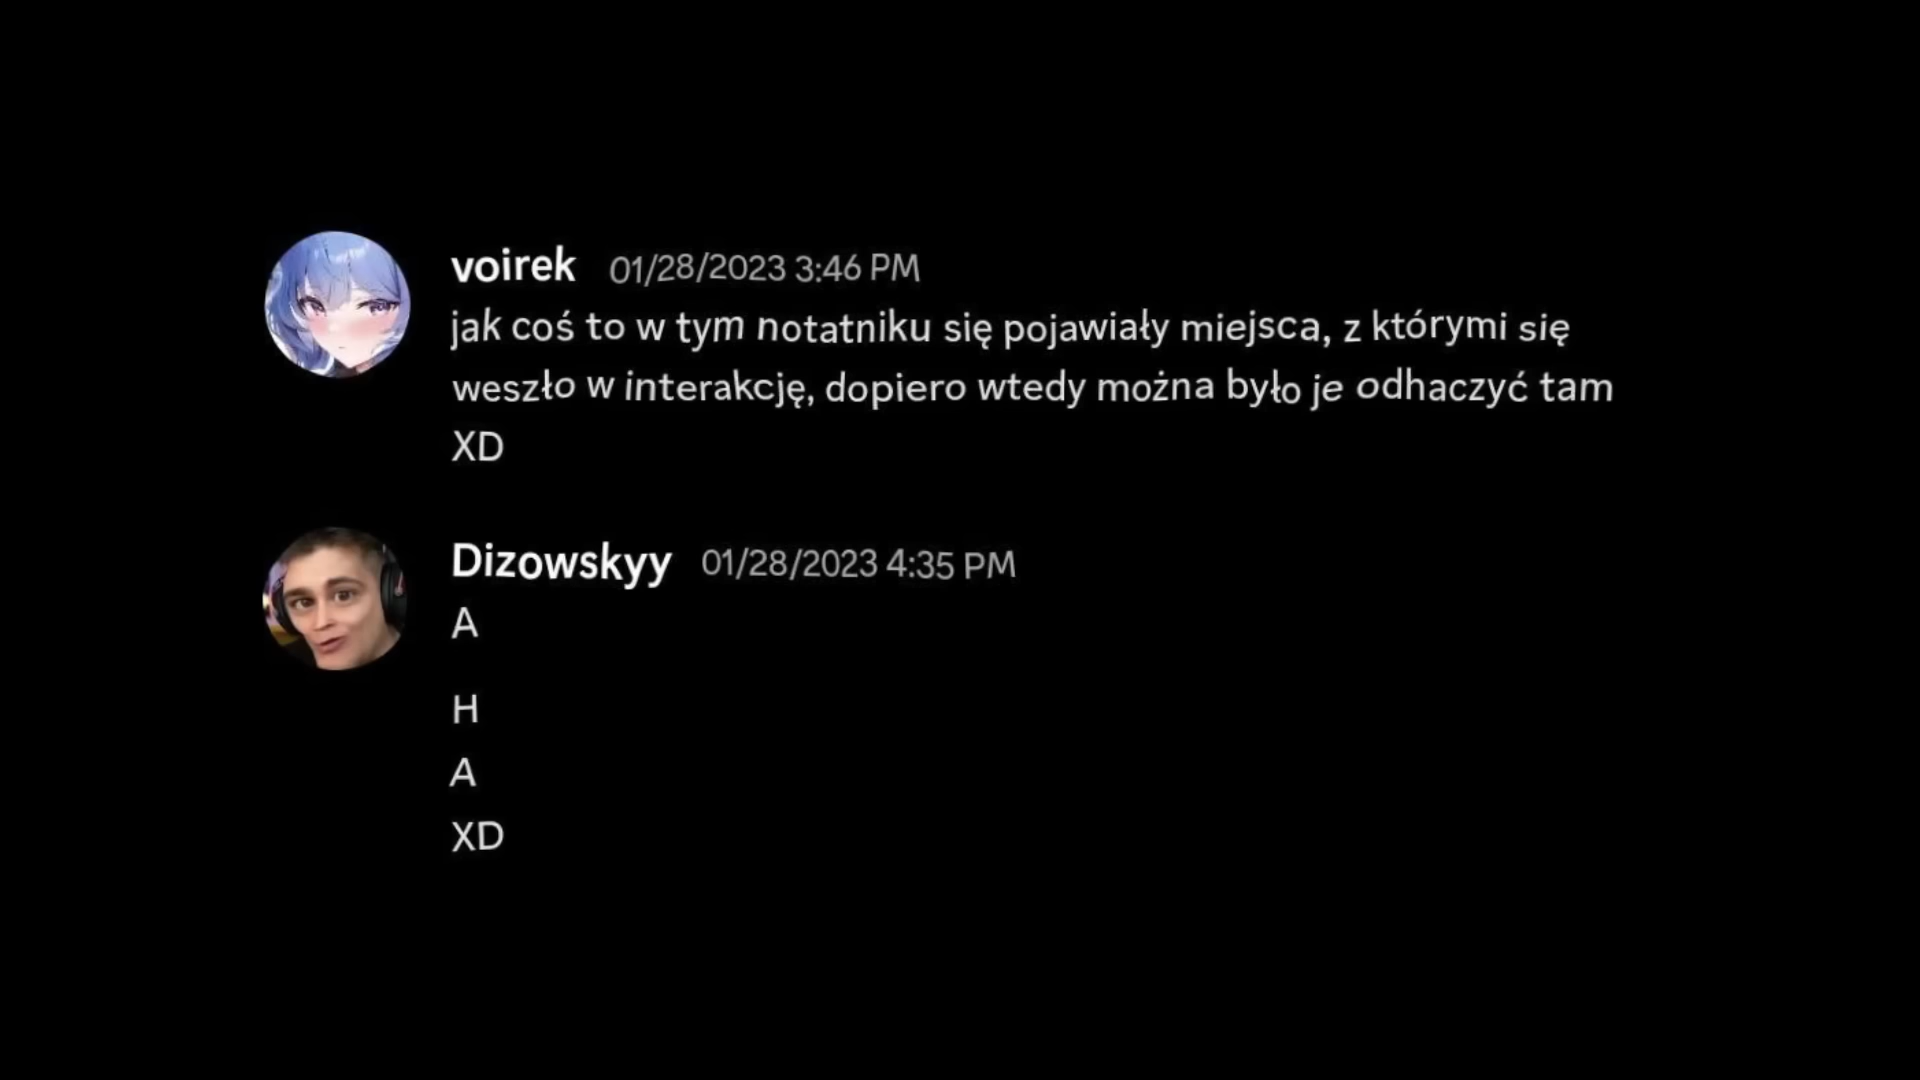 voirek 01/28/2023 3:46 PM
jak coś to w tym notatniku się pojawiały miejsca, z którymi się
weszło w interakcję, dopiero wtedy można było je odhaczyć tam
XD
Dizowskyy 01/28/2023 4:35 PM
A
H
A
XD